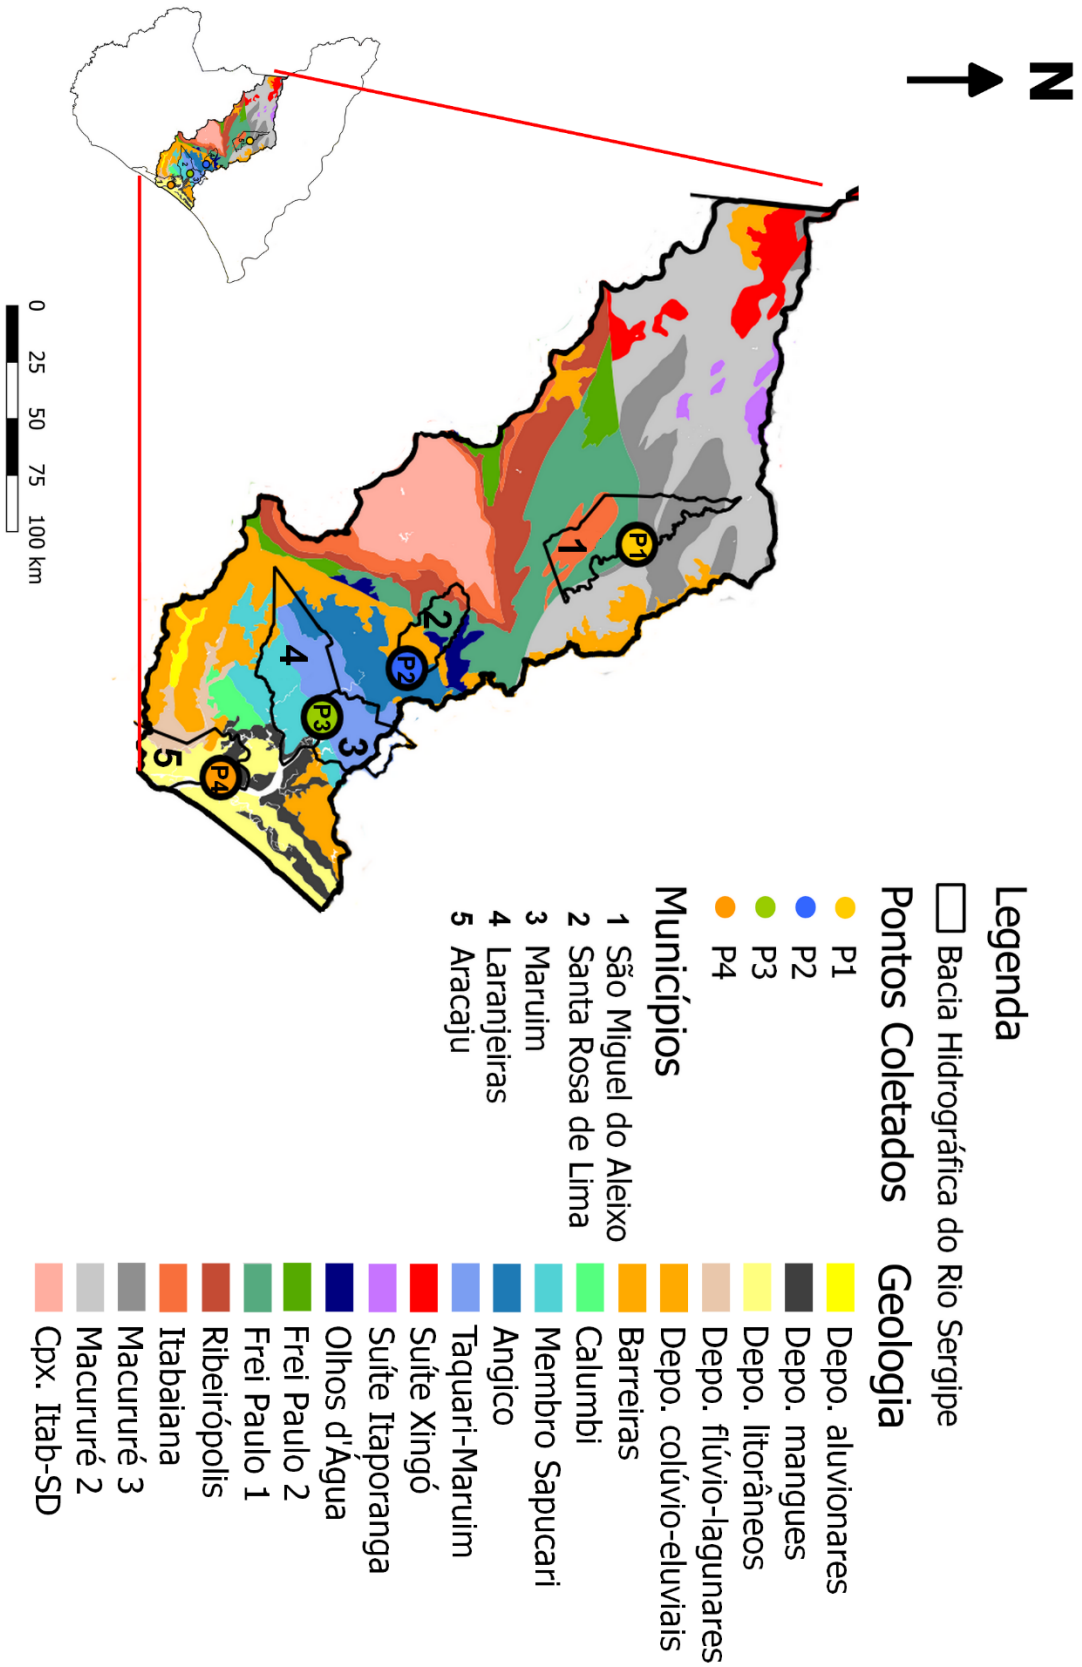 N
0 25 50 75 100 km
1
P1
2
P2
4
P3
3
5
P4
Legenda
Bacia Hidrográfica do Rio Sergipe
Pontos Coletados
P1
P2
P3
P4
Municípios
1 São Miguel do Aleixo
2 Santa Rosa de Lima
3 Maruim
4 Laranjeiras
5 Aracaju
Geologia
Depo. aluvionares
Depo. mangues
Depo. litorâneos
Depo. flúvio-lagunares
Depo. colúvio-eluviais
Barreiras
Calumbi
Membro Sapucari
Angico
Taquari-Maruim
Suíte Xingó
Suíte Itaporanga
Olhos d'Água
Frei Paulo 2
Frei Paulo 1
Ribeirópolis
Itabaiana
Macururé 3
Macururé 2
Cpx. Itab-SD